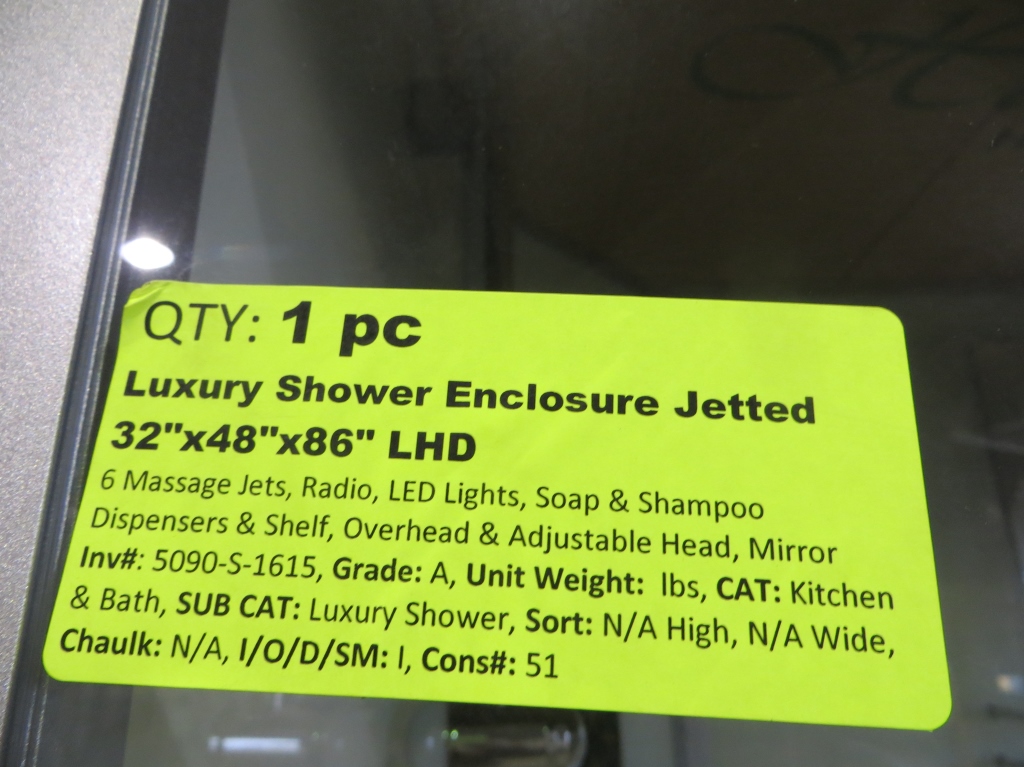 QTY: 1 pc
Luxury Shower Enclosure Jetted
32"x48"x86" LHD
6 Massage Jets, Radio, LED Lights, Soap & Shampoo
Dispensers & Shelf, Overhead & Adjustable Head, Mirror
Inv#: 5090-S-1615, Grade: A, Unit Weight: lbs, CAT: Kitchen
& Bath, SUB CAT: Luxury Shower, Sort: N/A High, N/A Wide,
Chaulk: N/A, I/O/D/SM: I, Cons#: 51